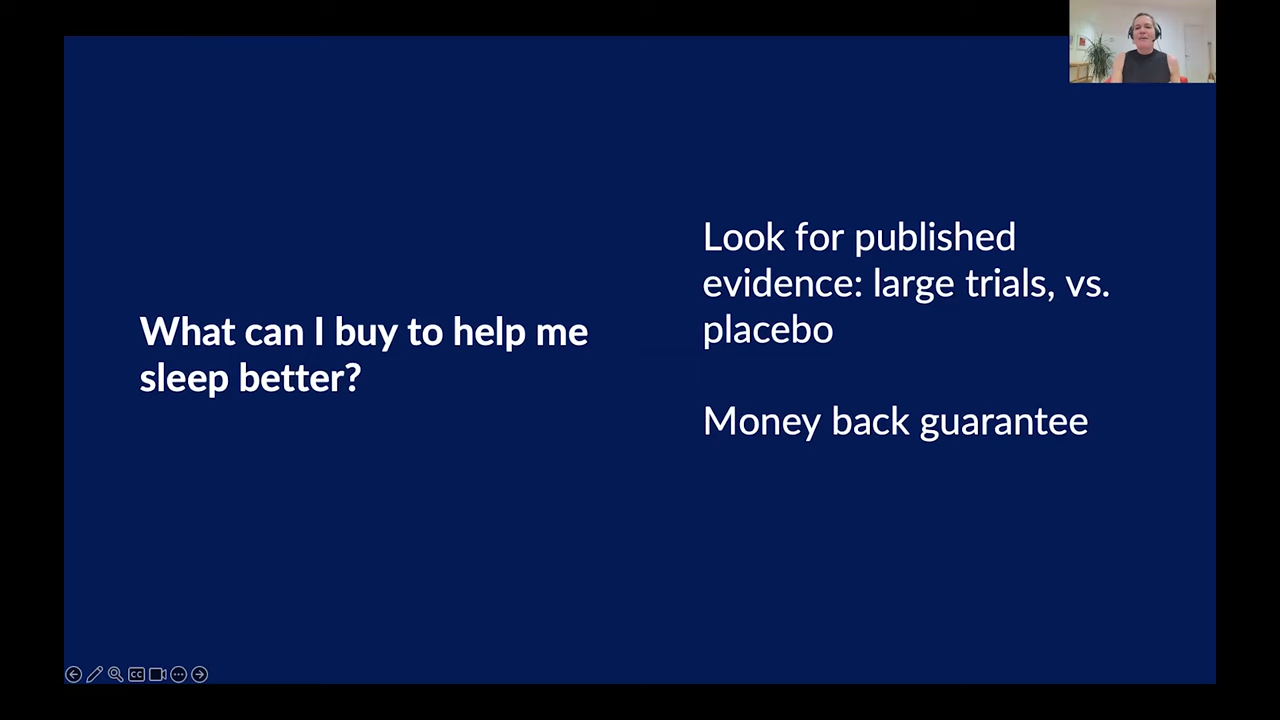 What can I buy to help me
sleep better?
Look for published
evidence: large trials, vs.
placebo
Money back guarantee
CC